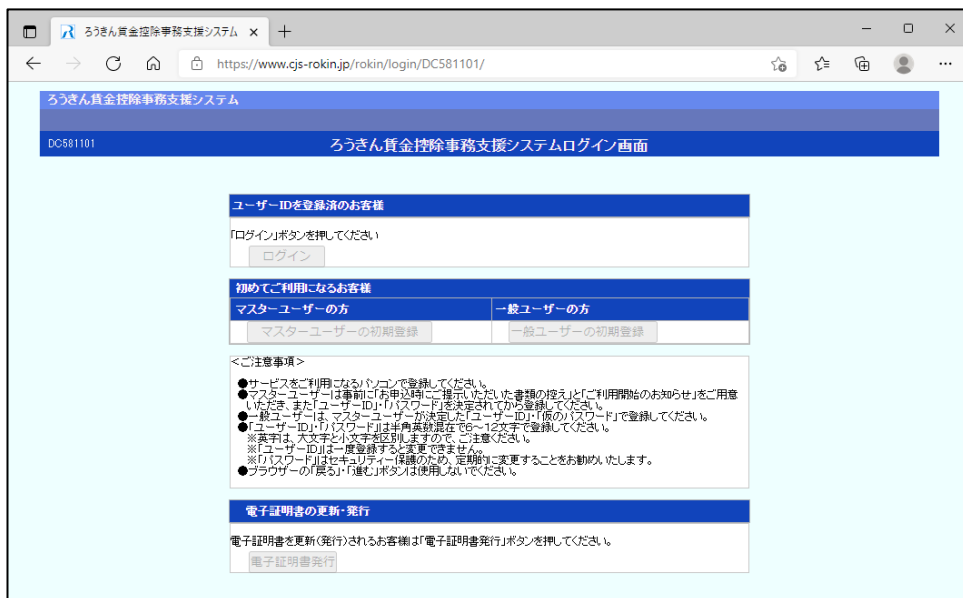 ろうきん賃金控除事務支援システム
https://www.cjs-rokin.jp/rokin/login/DC581101/
ろうきん賃金控除事務支援システム
DC581101
ろうきん賃金控除事務支援システムログイン画面
ユーザーIDを登録済のお客様
「ログイン」ボタンを押してください
ログイン
初めてご利用になるお客様
マスターユーザーの方 一般ユーザーの方
マスターユーザーの初期登録 一般ユーザーの初期登録
<ご注意事項>
●サービスをご利用になるパソコンで登録してください。
●マスターユーザーは事前に「お申込時にご提示いただいた書類の控え」と「ご利用開始のお知らせ」をご用意
いただき、また「ユーザーID」・「パスワード」を決定されてから登録してください。
●一般ユーザーは、マスターユーザーが決定した「ユーザーID」・「仮のパスワード」で登録してください。
●「ユーザーID」・「パスワード」は半角英数混在で6~12文字で登録してください。
※英字は、大文字と小文字を区別しますので、ご注意ください。
※「ユーザーID」は一度登録すると変更できません。
※「パスワード」はセキュリティー保護のため、定期的に変更することをお勧めいたします。
●ブラウザーの「戻る」・「進む」ボタンは使用しないでください。
電子証明書の更新・発行
電子証明書を更新(発行)されるお客様は「電子証明書発行」ボタンを押してください。
電子証明書発行